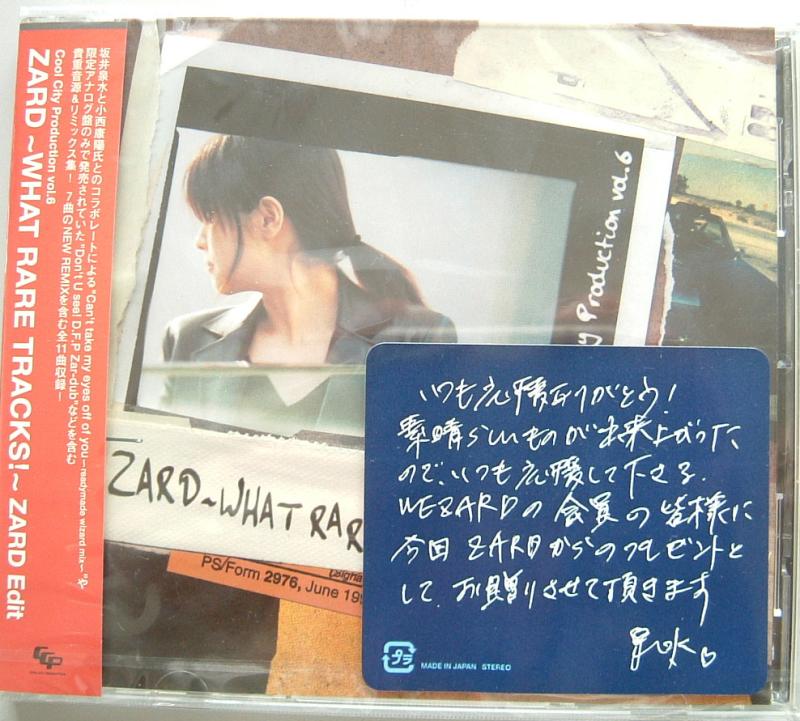 坂井泉水と小西康陽氏とのコラボレートによる"Can't take my eyes off of you～readymade wizard mix～"や
限定アナログ盤のみで発売されていた"Don't U see! D.F.P Zar-dub"などを含む
貴重音源&リミックス集! 7曲のNEW REMIXを含む全11曲収録－
Cool City Production vol.6
ZARD ~WHAT RARE TRACKS!~ ZARD Edit
y Production vol.6
ZARD~WHAT RAR
PS/Form 2976, June 199
いつも応援ありがとう!
素晴らしいものが出来上がった
ので、いつも応援して下さる、
WEZARDの会員の皆様に
今回ZARDからのプレゼントと
して、お贈りさせて頂きます
泉水
プラ
MADE IN JAPAN STEREO